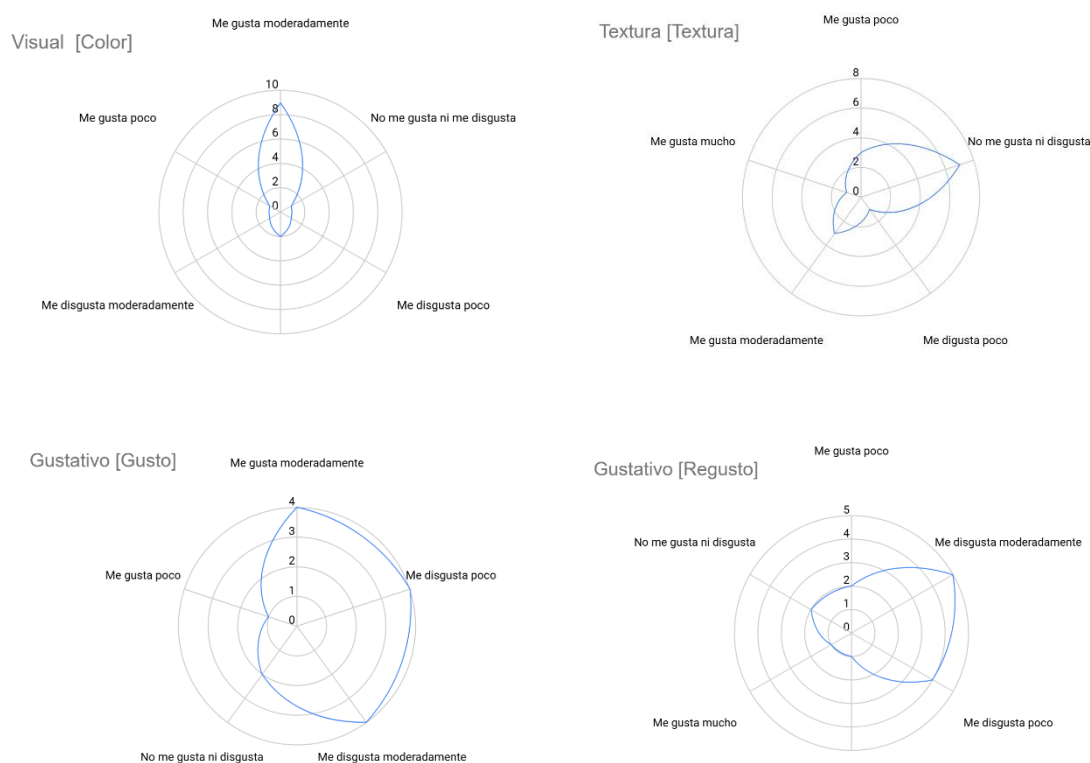 Visual [Color]
Me gusta moderadamente
10
8
6
4
2
0
Me gusta poco
No me gusta ni me disgusta
Me disgusta moderadamente
Me disgusta poco
Textura [Textura]
Me gusta poco
8
6
4
2
0
Me gusta mucho
No me gusta ni disgusta
Me gusta moderadamente
Me digusta poco
Gustativo [Gusto]
Me gusta moderadamente
4
3
2
1
0
Me gusta poco
Me disgusta poco
No me gusta ni disgusta
Me disgusta moderadamente
Gustativo [Regusto]
Me gusta poco
5
4
3
2
1
0
No me gusta ni disgusta
Me disgusta moderadamente
Me gusta mucho
Me disgusta poco